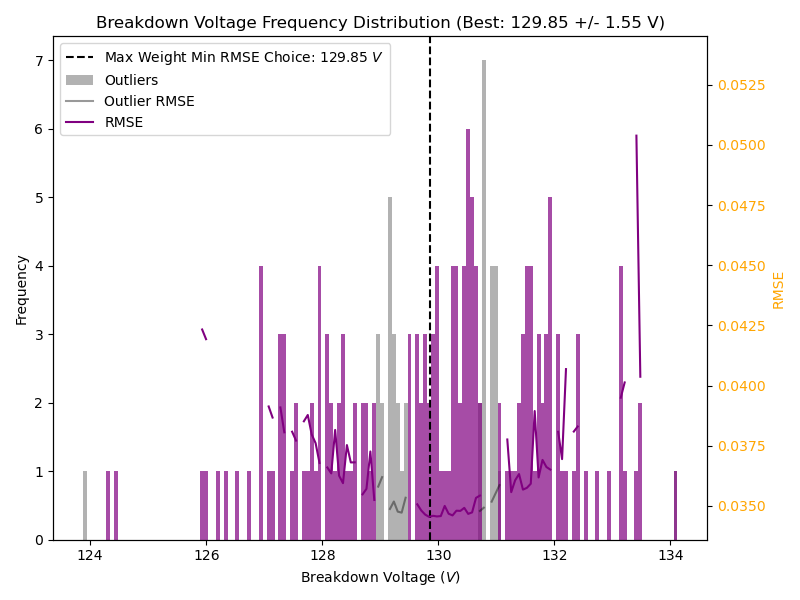 Breakdown Voltage Frequency Distribution (Best: 129.85 +/- 1.55 V)
Max Weight Min RMSE Choice: 129.85 V
Outliers
Outlier RMSE
RMSE
Frequency
7
6
5
4
3
2
1
0
0.0525
0.0500
0.0475
0.0450
0.0425
0.0400
0.0375
0.0350
RMSE
124 126 128 130 132 134
Breakdown Voltage (V)